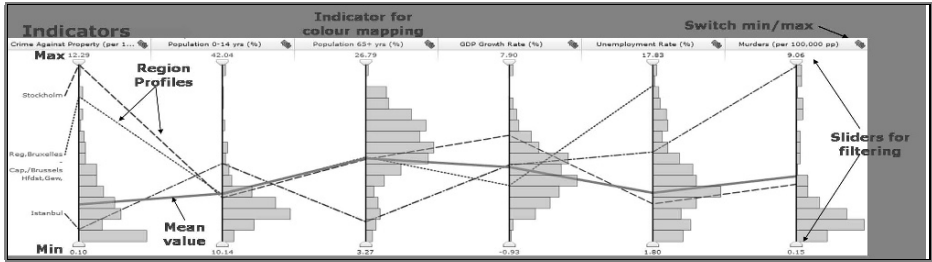 Indicators
Indicator for
colour mapping
Switch min/max
Crime Against Property (per 1... Population 0-14 yrs (%) Population 65+ yrs (%) GDP Growth Rate (%) Unemployment Rate (%) Murders (per 100,000 pp)
Max 12.29 42.04 26.79 7.90 17.83 9.06
Region
Profiles
Stockholm
Reg.Bruxelles
Cap./Brussels
Hfdst.Gew.
Istanbul
Mean
value
Sliders for
filtering
Min 0.10 10.14 3.27 -0.93 1.80 0.15